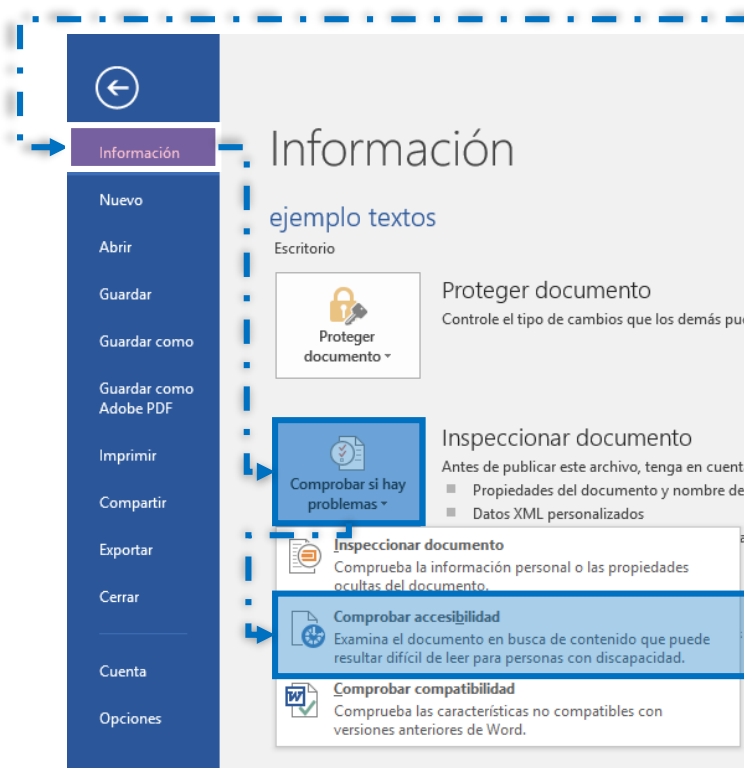 Información
Nuevo
Abrir
Guardar
Guardar como
Guardar como
Adobe PDF
Imprimir
Compartir
Exportar
Cerrar
Cuenta
Opciones
Información
ejemplo textos
Escritorio
Proteger
documento
Proteger documento
Controle el tipo de cambios que los demás
Comprobar si hay
problemas
Inspeccionar documento
Antes de publicar este archivo, tenga en
Propiedades del documento y nombre de
Datos XML personalizados
Inspeccionar documento
Comprueba la información personal o las propiedades
ocultas del documento.
Comprobar accesibilidad
Examina el documento en busca de contenido que puede
resultar difícil de leer para personas con discapacidad.
Comprobar compatibilidad
Comprueba las características no compatibles con
versiones anteriores de Word.